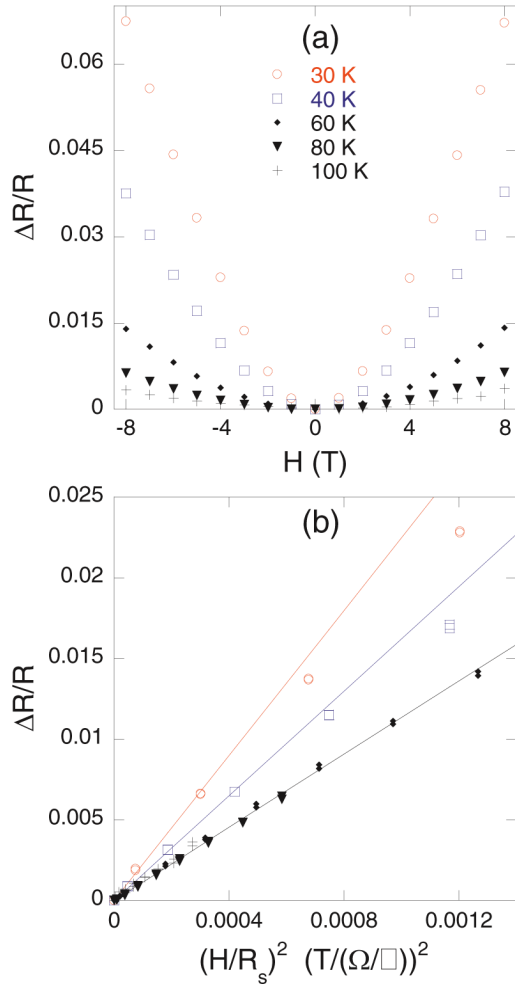 (a)
30 K
40 K
60 K
80 K
100 K
0.06
0.045
0.03
0.015
0
ΔR/R
-8 -4 0 4 8
H (T)
(b)
0.025
0.02
0.015
0.01
0.005
0
ΔR/R
0 0.0004 0.0008 0.0012
(H/Rₛ)² (T/(Ω/□))²